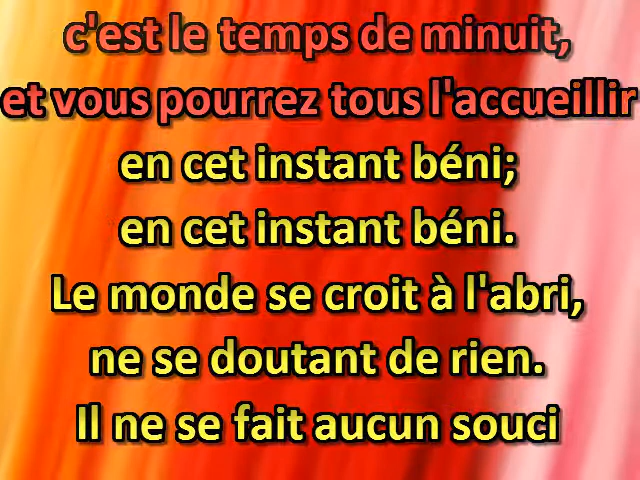 c'est le temps de minuit,
et vous pourrez tous l'accueillir
en cet instant béni;
en cet instant béni.
Le monde se croit à l'abri,
ne se doutant de rien.
Il ne se fait aucun souci